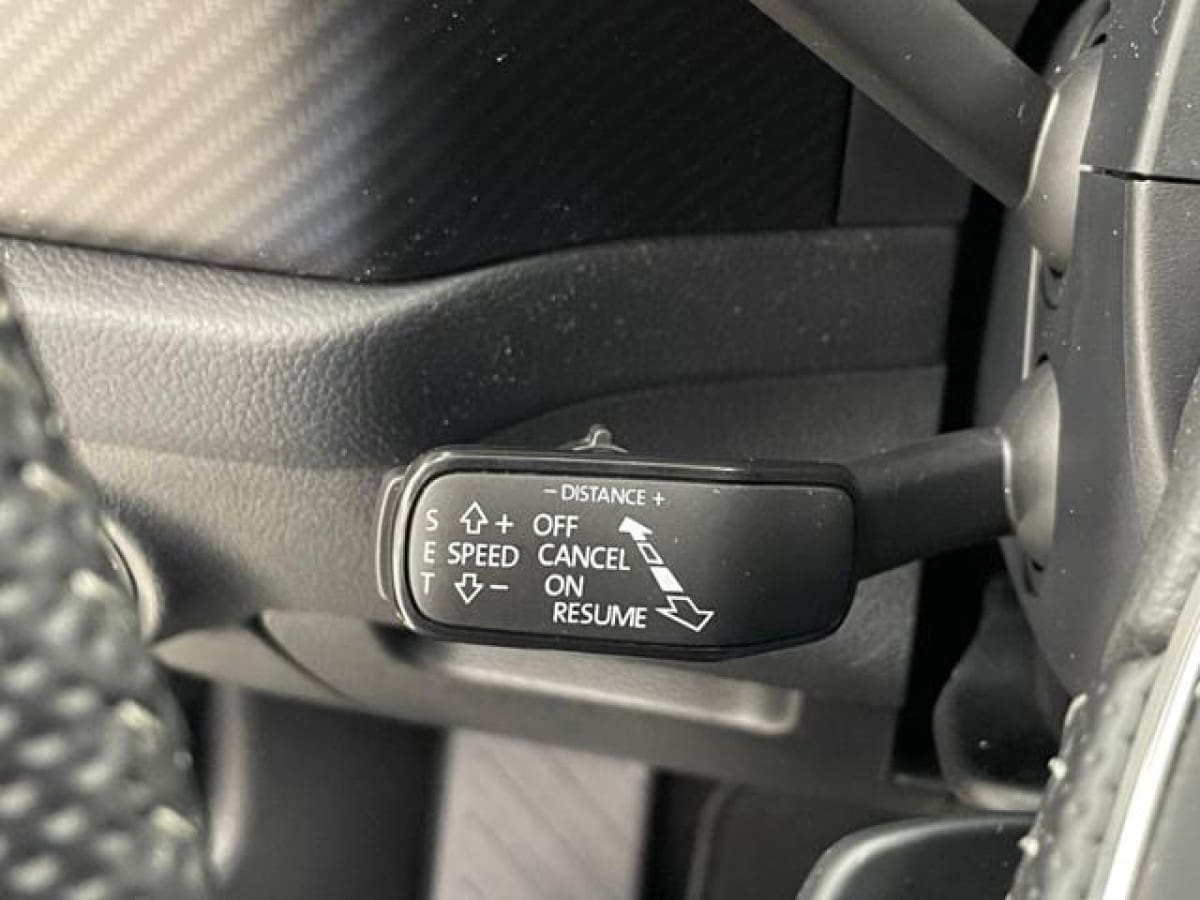 − DISTANCE +
S + OFF
E SPEED CANCEL
T − ON
RESUME